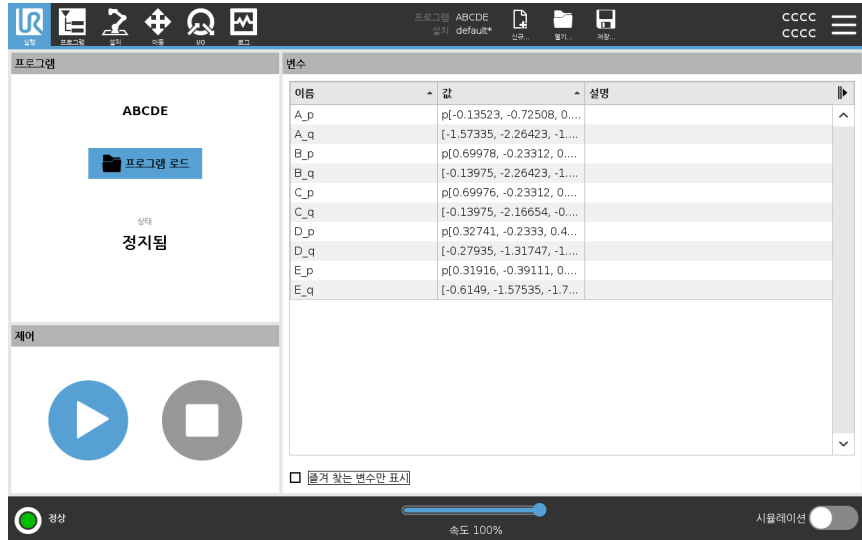 UR
실행
프로그램
설치
이동
I/O
로그
프로그램 ABCDE
설치 default*
신규...
열기...
저장...
CCCC
CCCC
프로그램
ABCDE
프로그램 로드
상태
정지됨
제어
변수
이름 값 설명
A_p p[-0.13523, -0.72508, 0....
A_q [-1.57335, -2.26423, -1....
B_p p[0.69978, -0.23312, 0....
B_q [-0.13975, -2.26423, -1....
C_p p[0.69976, -0.23312, 0....
C_q [-0.13975, -2.16654, -0....
D_p p[0.32741, -0.2333, 0.4...
D_q [-0.27935, -1.31747, -1....
E_p p[0.31916, -0.39111, 0....
E_q [-0.6149, -1.57535, -1.7...
즐겨 찾는 변수만 표시
정상
속도 100%
시뮬레이션